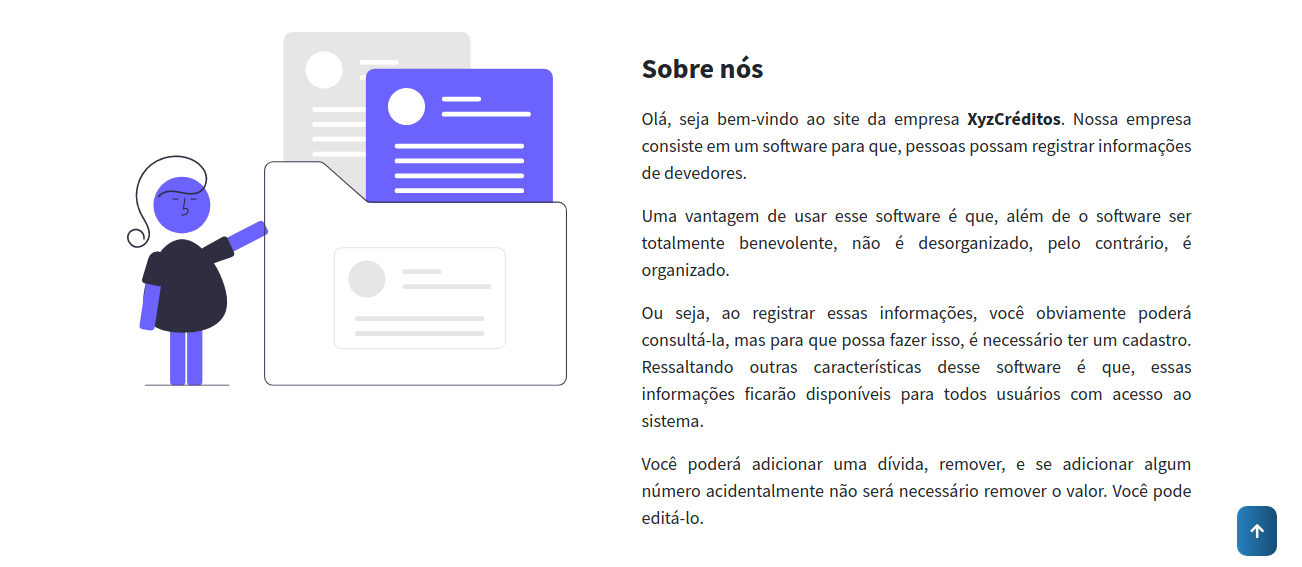 Sobre nós
Olá, seja bem-vindo ao site da empresa XyzCréditos. Nossa empresa
consiste em um software para que, pessoas possam registrar informações
de devedores.
Uma vantagem de usar esse software é que, além de o software ser
totalmente benevolente, não é desorganizado, pelo contrário, é
organizado.
Ou seja, ao registrar essas informações, você obviamente poderá
consultá-la, mas para que possa fazer isso, é necessário ter um cadastro.
Ressaltando outras características desse software é que, essas
informações ficarão disponíveis para todos usuários com acesso ao
sistema.
Você poderá adicionar uma dívida, remover, e se adicionar algum
número acidentalmente não será necessário remover o valor. Você pode
editá-lo.